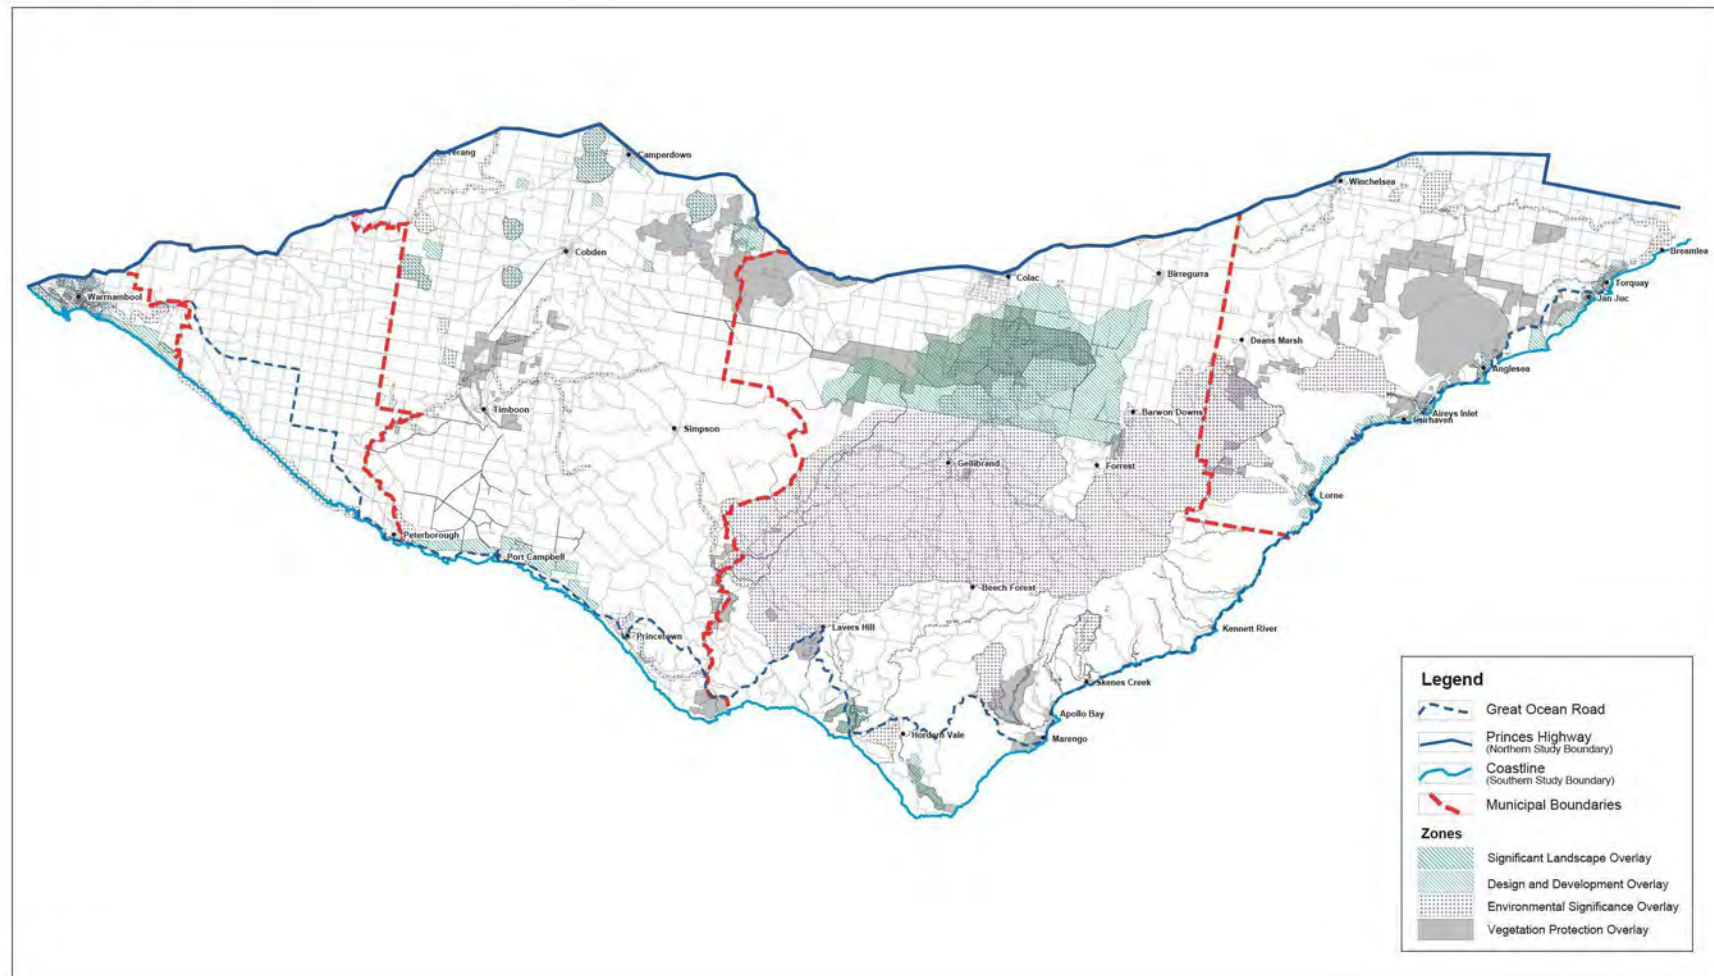 Terang
Camperdown
Winchelsea
Breamlea
Cobden
Colac
Birregurra
Torquay
Warrnambool
Jan Juc
Deans Marsh
Anglesea
Timboon
Barwon Downs
Aireys Inlet
Fairhaven
Simpson
Gellibrand
Forrest
Lorne
Peterborough
Port Campbell
Beech Forest
Lavers Hill
Kennett River
Princetown
Skenes Creek
Apollo Bay
Hordern Vale
Marengo
Legend
Great Ocean Road
Princes Highway
(Northern Study Boundary)
Coastline
(Southern Study Boundary)
Municipal Boundaries
Zones
Significant Landscape Overlay
Design and Development Overlay
Environmental Significance Overlay
Vegetation Protection Overlay